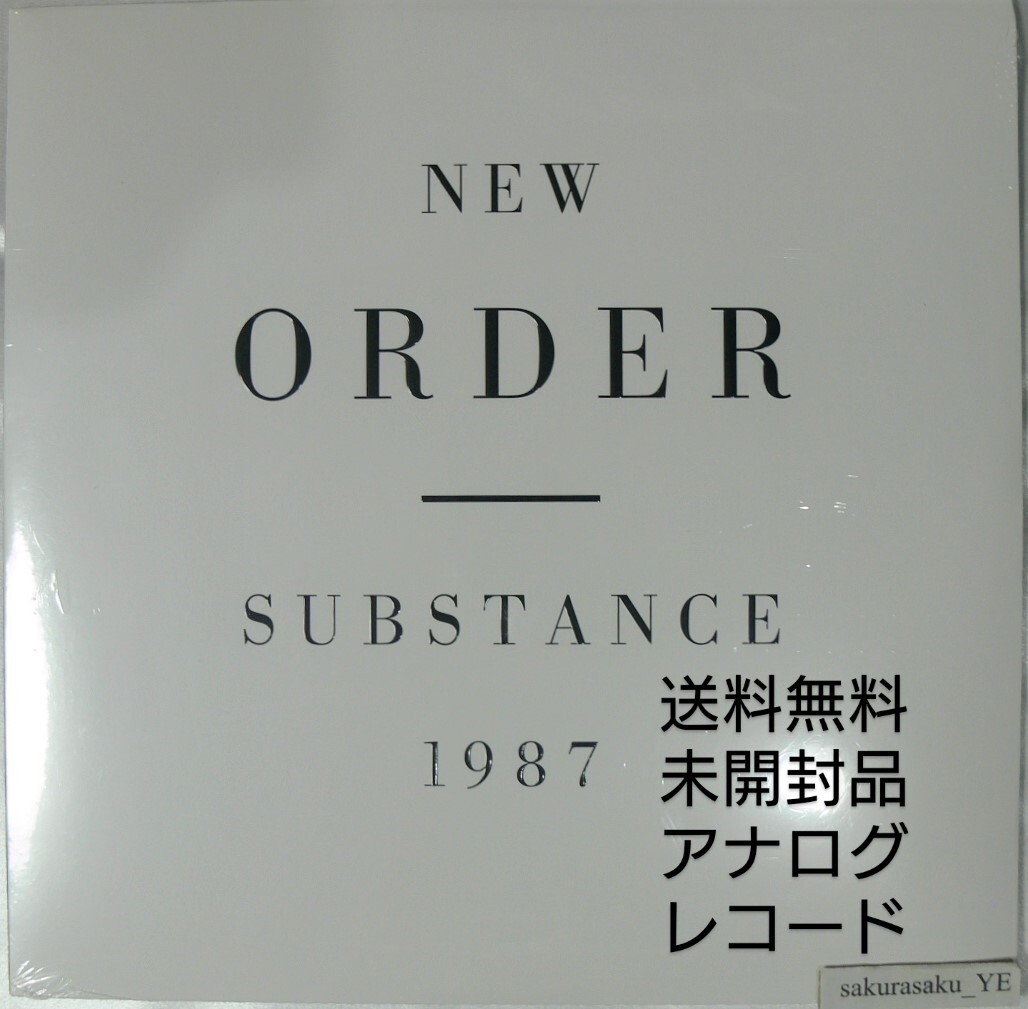 NEW
ORDER
SUBSTANCE
1987
送料無料
未開封品
アナログ
レコード
sakurasaku_YE